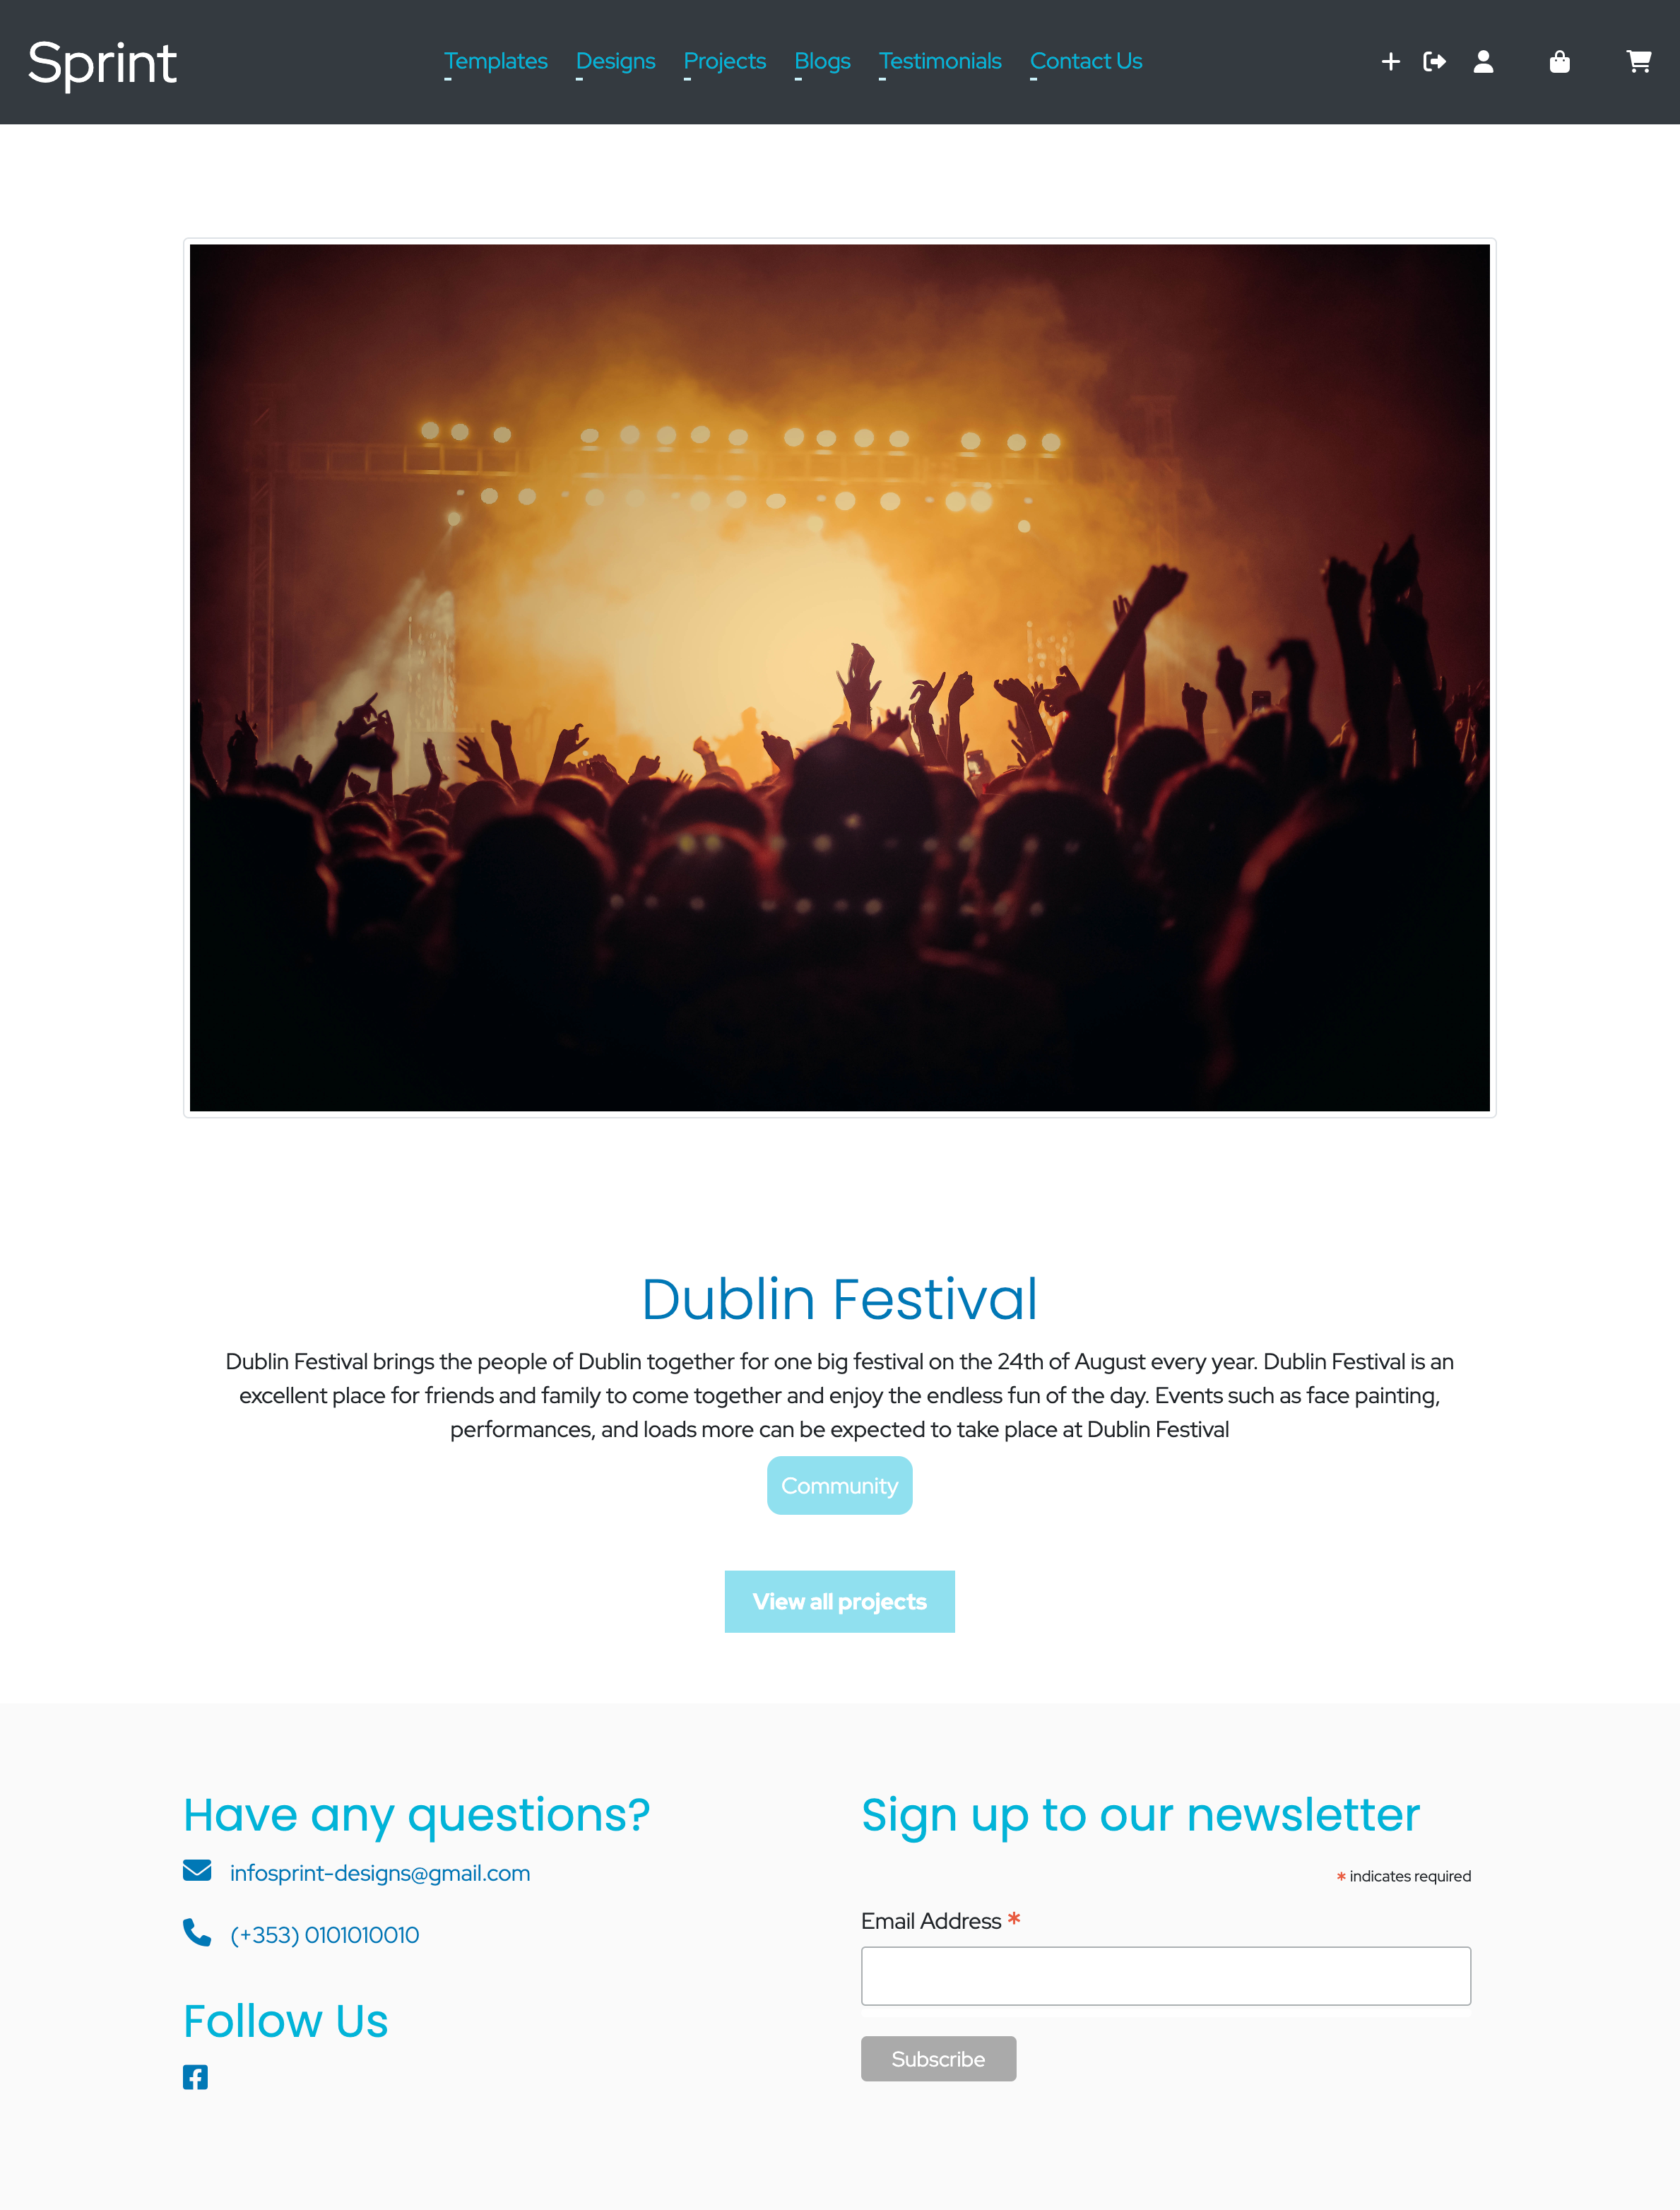 Sprint
Templates Designs Projects Blogs Testimonials Contact Us
Dublin Festival
Dublin Festival brings the people of Dublin together for one big festival on the 24th of August every year. Dublin Festival is an
excellent place for friends and family to come together and enjoy the endless fun of the day. Events such as face painting,
performances, and loads more can be expected to take place at Dublin Festival
Community
View all projects
Have any questions?
infosprint-designs@gmail.com
(+353) 0101010010
Follow Us
Sign up to our newsletter
* indicates required
Email Address *
Subscribe